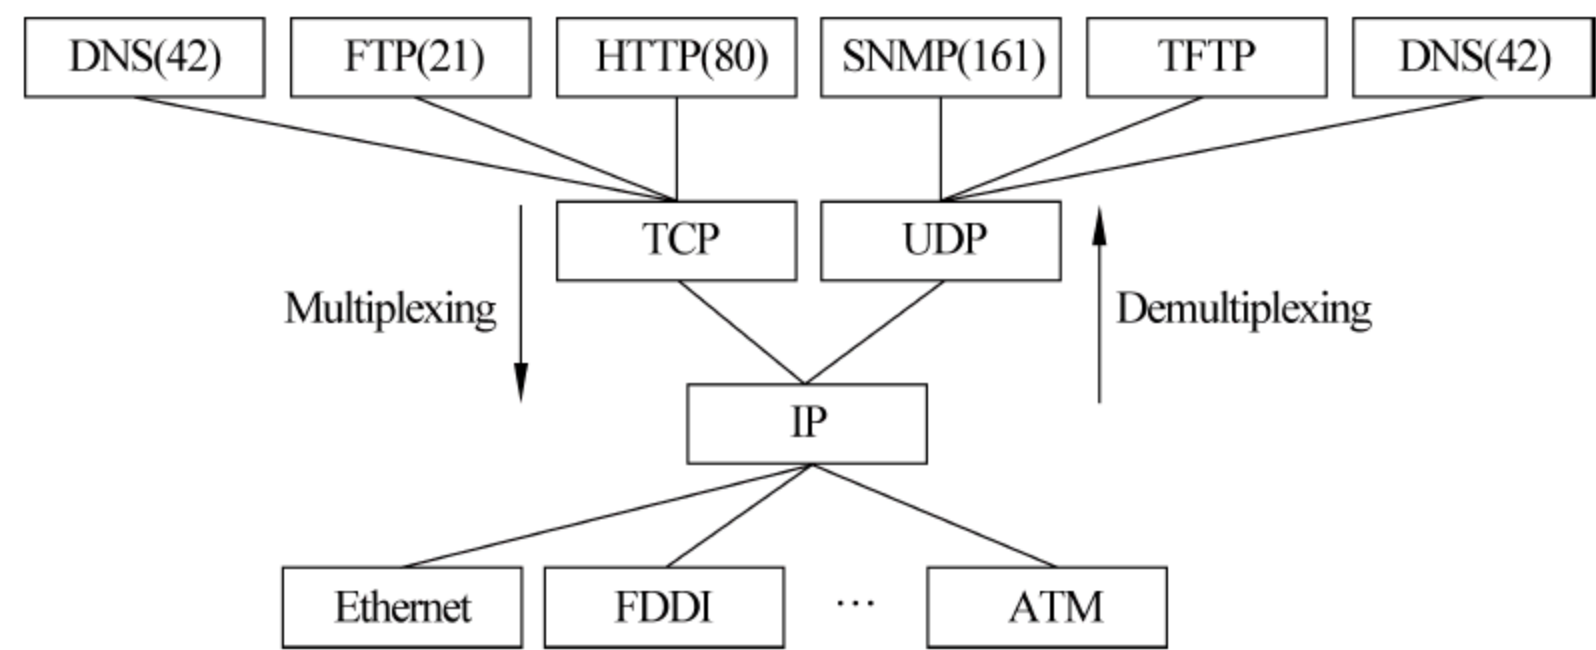 DNS(42)
FTP(21)
HTTP(80)
SNMP(161)
TFTP
DNS(42)
TCP
UDP
Multiplexing
Demultiplexing
IP
Ethernet
FDDI
...
ATM